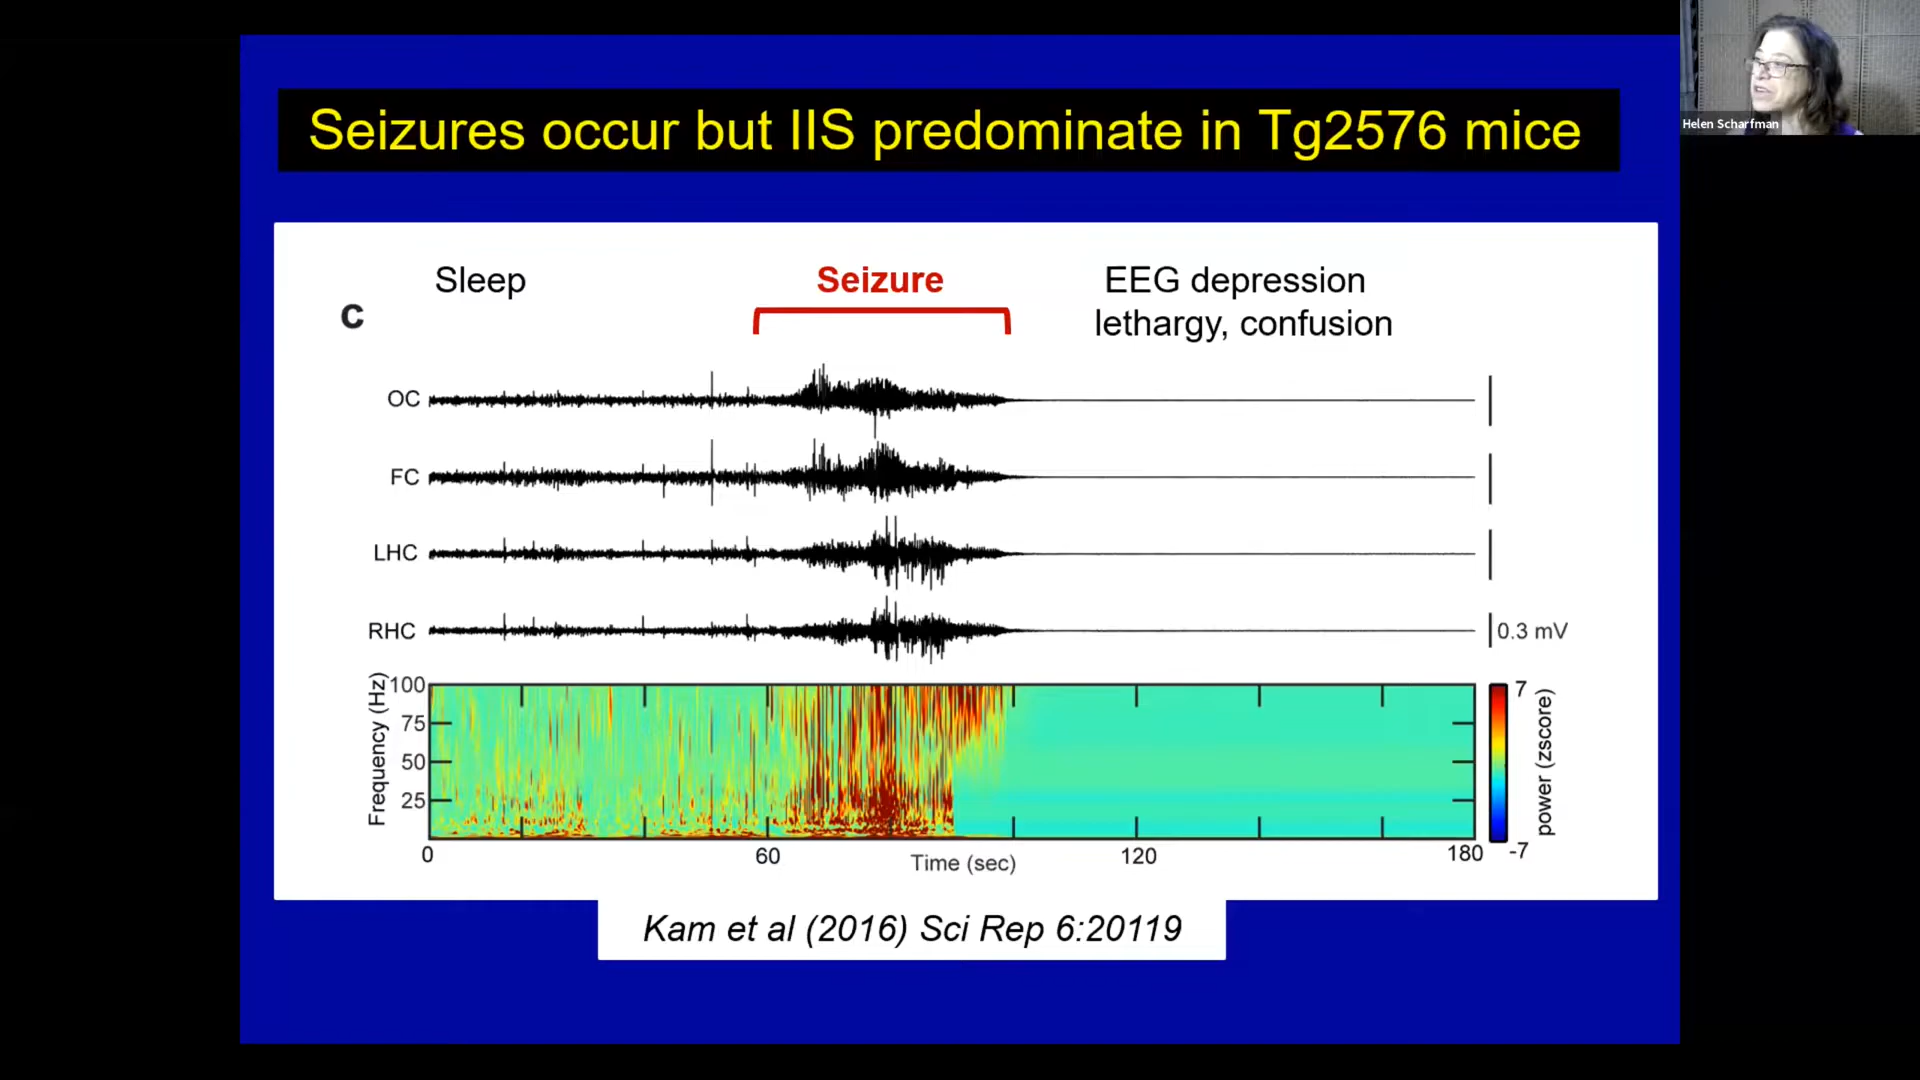 Seizures occur but IIS predominate in Tg2576 mice
Helen Scharfman
Sleep
Seizure
EEG depression
lethargy, confusion
c
OC
FC
LHC
RHC
0.3 mV
Frequency (Hz)
100
75
50
25
0
60
Time (sec)
120
180
7
-7
power (zscore)
Kam et al (2016) Sci Rep 6:20119